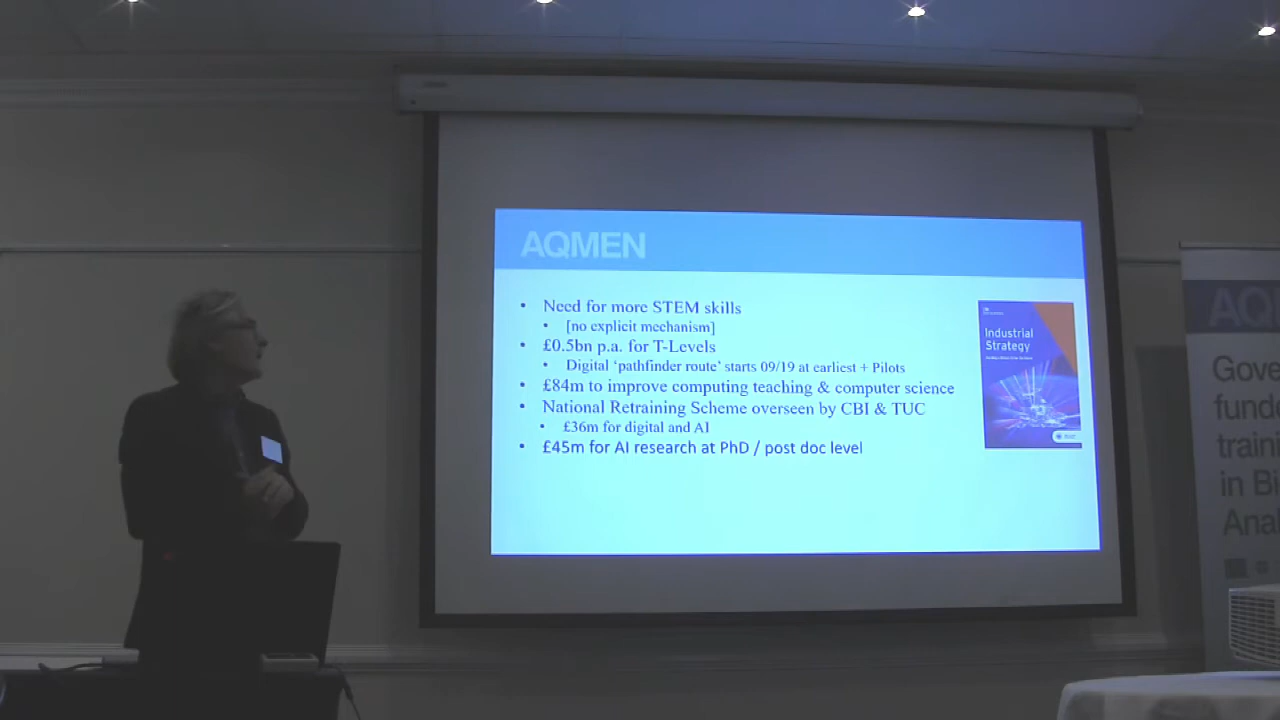 AQMEN
• Need for more STEM skills
• [no explicit mechanism]
• £0.5bn p.a. for T-Levels
• Digital ‘pathfinder route’ starts 09/19 at earliest + Pilots
• £84m to improve computing teaching & computer science
• National Retraining Scheme overseen by CBI & TUC
• £36m for digital and AI
• £45m for AI research at PhD / post doc level
Industrial
Strategy
AQ
Gove
funde
traini
in Bi
Ana